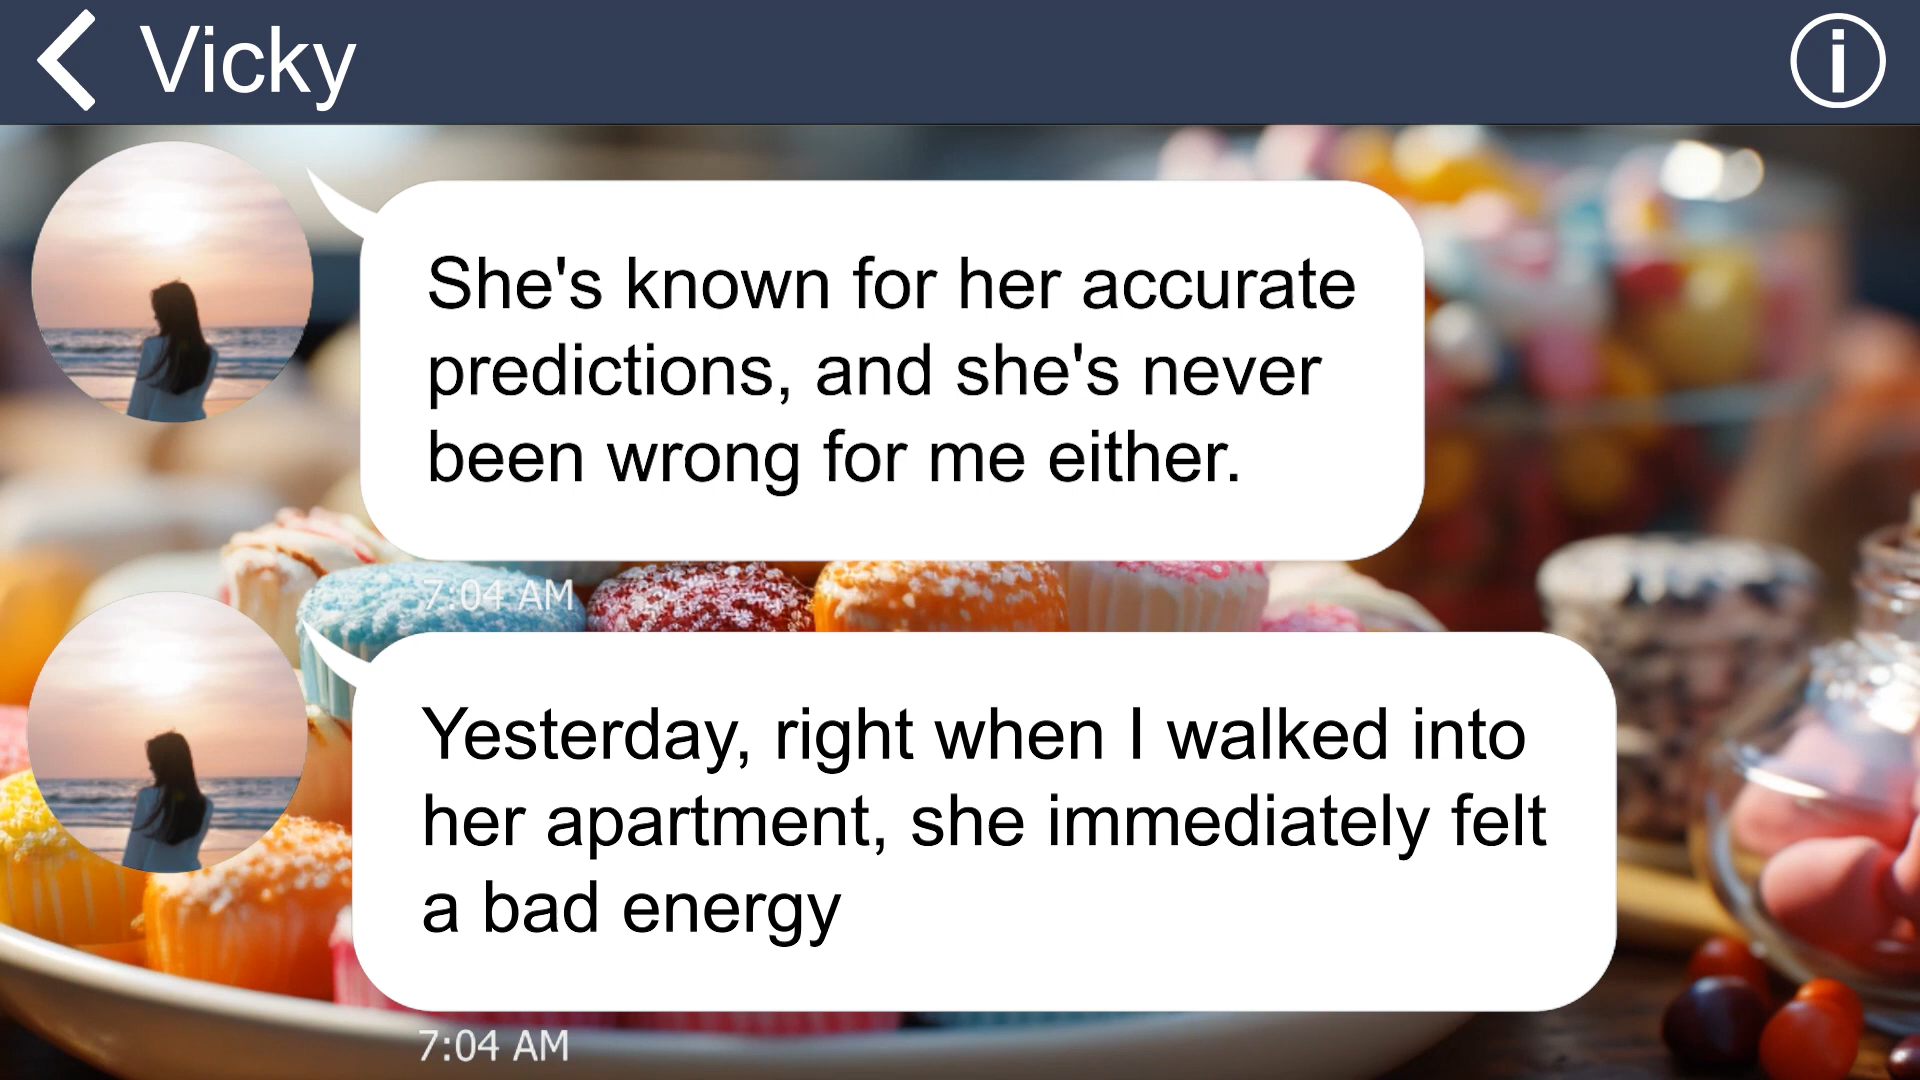 Vicky
She's known for her accurate
predictions, and she's never
been wrong for me either.
7:04 AM
Yesterday, right when I walked into
her apartment, she immediately felt
a bad energy
7:04 AM